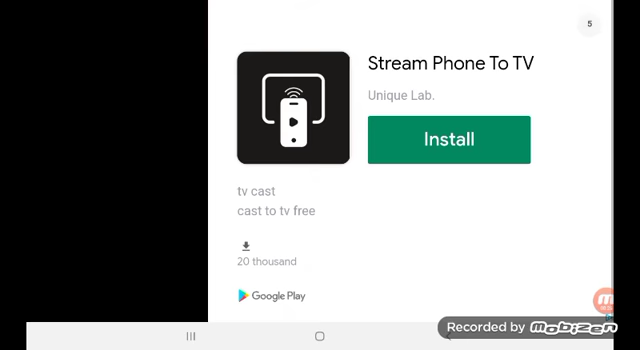 5
Stream Phone To TV
Unique Lab.
Install
tv cast
cast to tv free
20 thousand
Google Play
Recorded by Mobizen